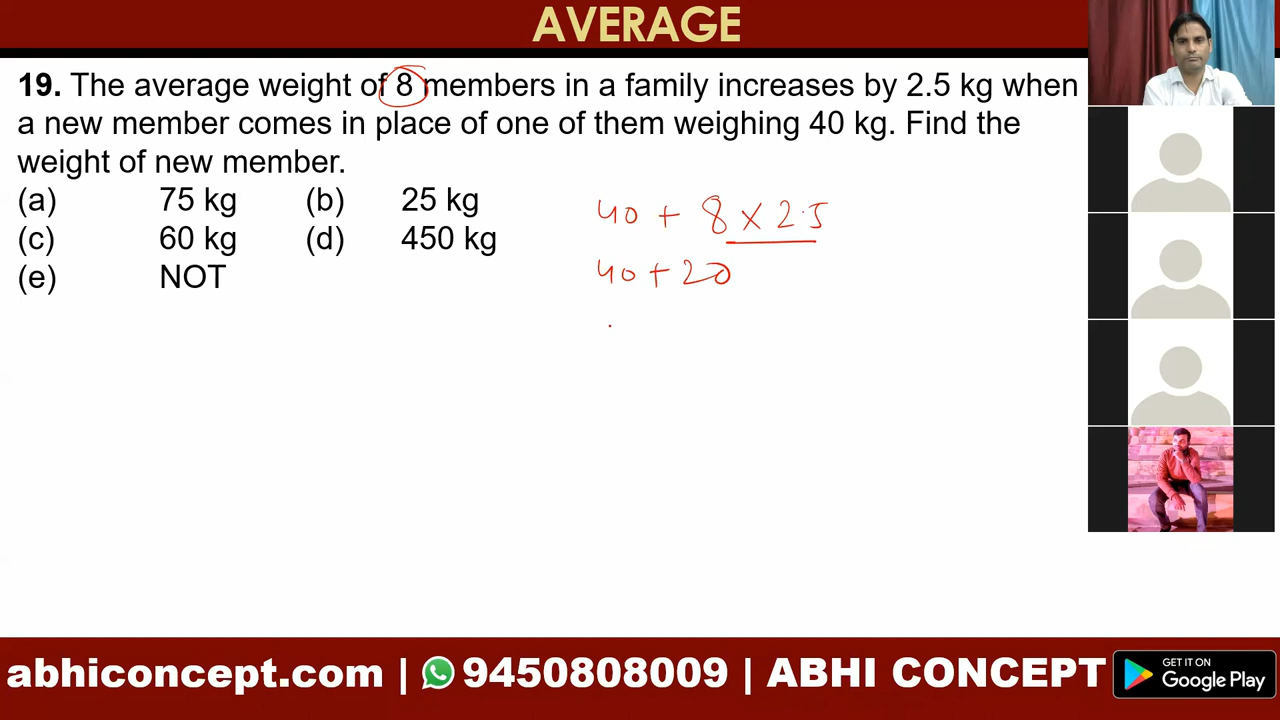 AVERAGE
19. The average weight of 8 members in a family increases by 2.5 kg when
a new member comes in place of one of them weighing 40 kg. Find the
weight of new member.
(a) 75 kg (b) 25 kg
(c) 60 kg (d) 450 kg
(e) NOT
40 + 8 × 2.5
40 + 20
abhiconcept.com | 9450808009 | ABHI CONCEPT
GET IT ON
Google Play